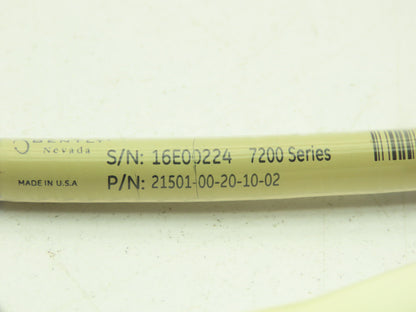 Nevada
S/N: 16E00224 7200 Series
MADE IN U.S.A
P/N: 21501-00-20-10-02